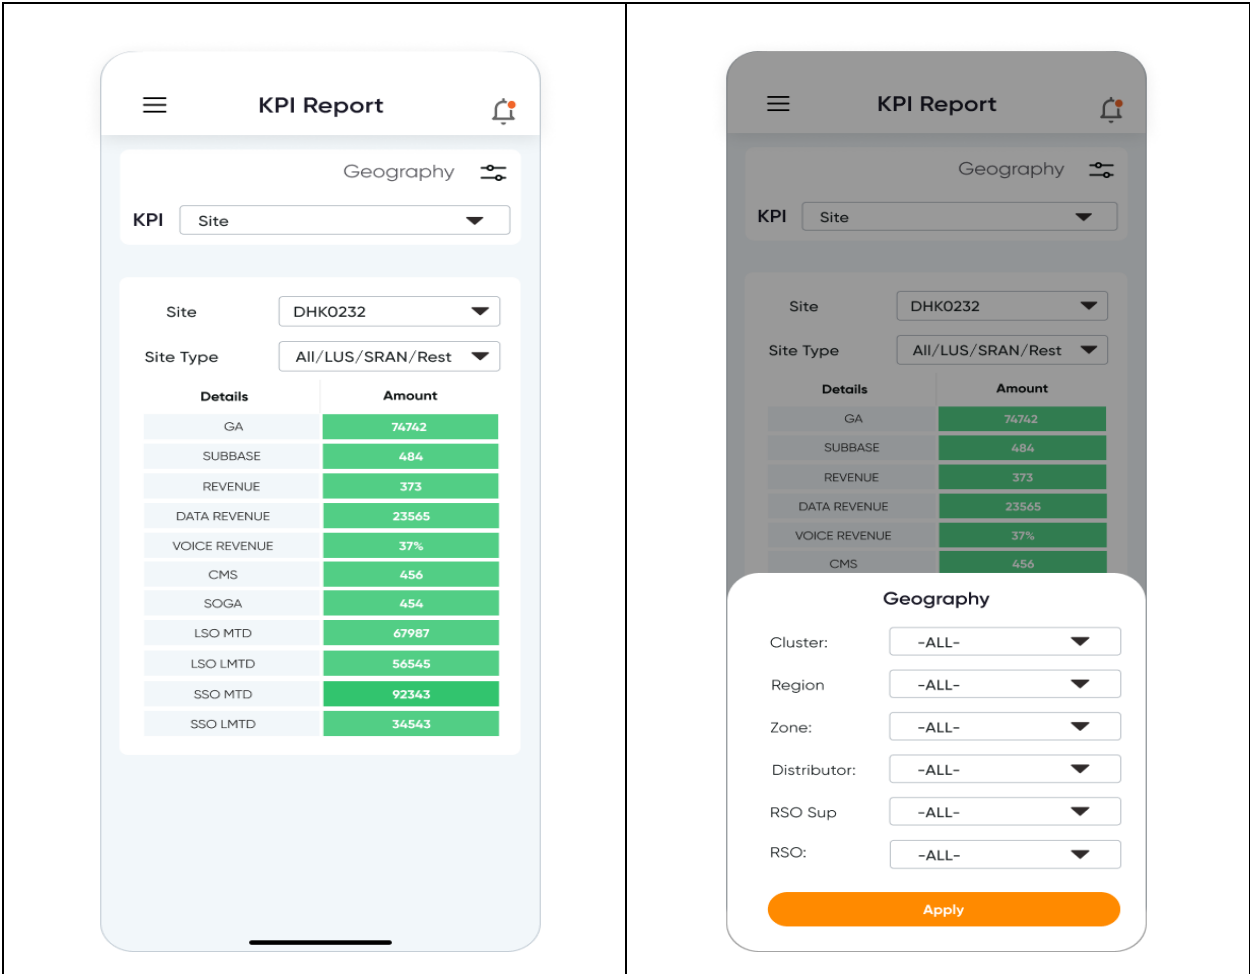 KPI Report
Geography
KPI Site
Site DHK0232
Site Type All/LUS/SRAN/Rest
Details Amount
GA 74742
SUBBASE 484
REVENUE 373
DATA REVENUE 23565
VOICE REVENUE 37%
CMS 456
SOGA 454
LSO MTD 67987
LSO LMTD 56545
SSO MTD 92343
SSO LMTD 34543
KPI Report
Geography
KPI Site
Site DHK0232
Site Type All/LUS/SRAN/Rest
Details Amount
GA 74742
SUBBASE 484
REVENUE 373
DATA REVENUE 23565
VOICE REVENUE 37%
CMS 456
Geography
Cluster: -ALL-
Region -ALL-
Zone: -ALL-
Distributor: -ALL-
RSO Sup -ALL-
RSO: -ALL-
Apply